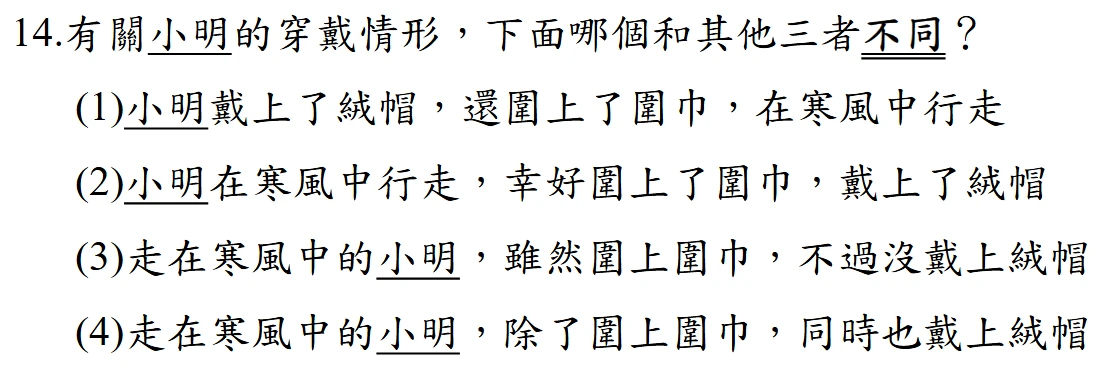 14.有關小明的穿戴情形，下面哪個和其他三者不同？
(1)小明戴上了絨帽，還圍上了圍巾，在寒風中行走
(2)小明在寒風中行走，幸好圍上了圍巾，戴上了絨帽
(3)走在寒風中的小明，雖然圍上圍巾，不過沒戴上絨帽
(4)走在寒風中的小明，除了圍上圍巾，同時也戴上絨帽